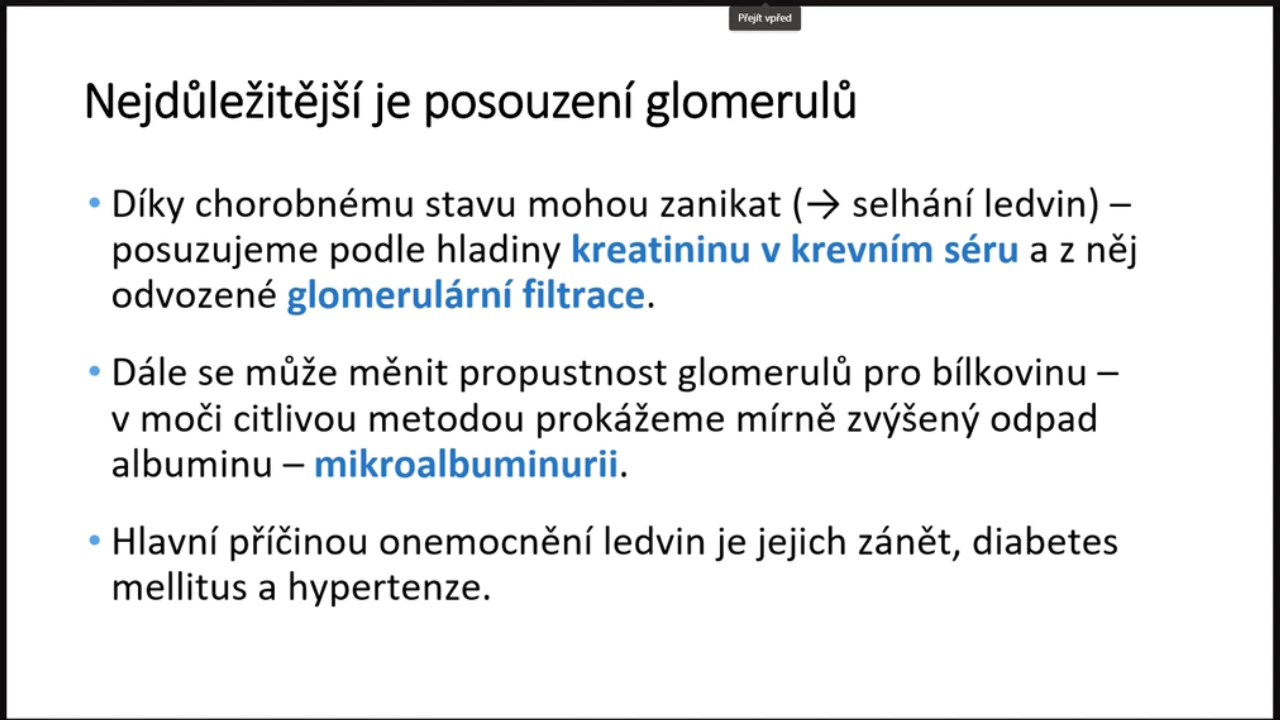 Přejít vpřed
Nejdůležitější je posouzení glomerulů
• Díky chorobnému stavu mohou zanikat (→ selhání ledvin) –
posuzujeme podle hladiny kreatininu v krevním séru a z něj
odvozené glomerulární filtrace.
• Dále se může měnit propustnost glomerulů pro bílkovinu –
v moči citlivou metodou prokážeme mírně zvýšený odpad
albuminu – mikroalbuminurii.
• Hlavní příčinou onemocnění ledvin je jejich zánět, diabetes
mellitus a hypertenze.